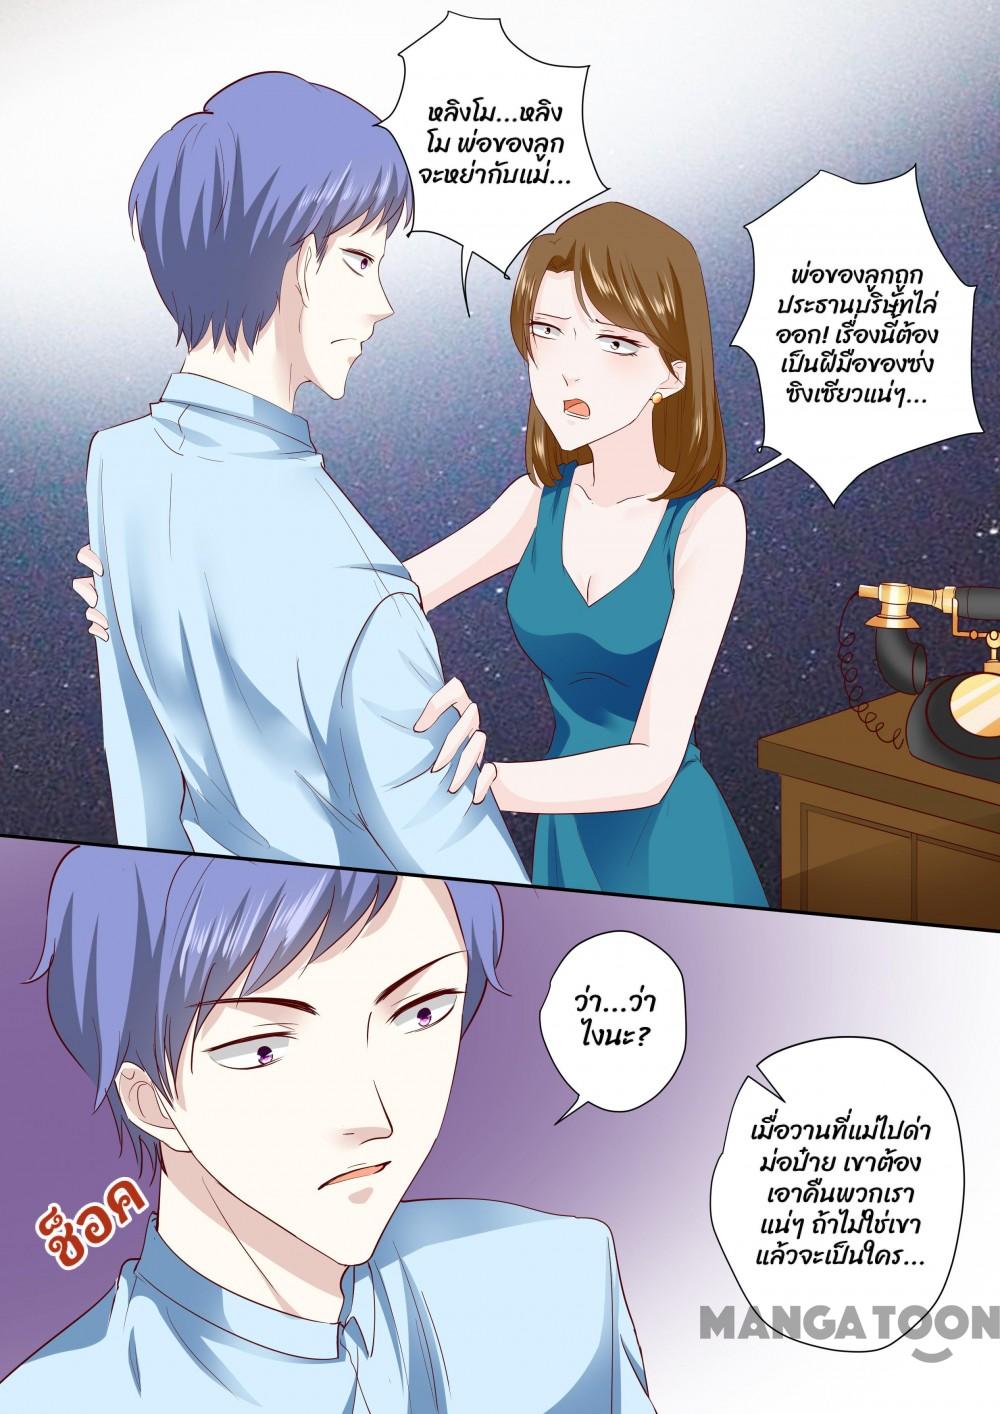 หลิงโม...หลิง
โม พ่อของลูก
จะหย่ากับแม่...
พ่อของลูกถูก
ประธานบริษัทไล่
ออก! เรื่องนี้ต้อง
เป็นฝีมือของซ่ง
ชิงเซียวแน่ๆ...
ว่า...ว่า
ไงนะ?
เมื่อวานที่แม่ไปด่า
ม่อป๋าย เขาต้อง
เอาคืนพวกเรา
แน่ๆ ถ้าไม่ใช่เขา
แล้วจะเป็นใคร...
ช็อค
MANGATOON